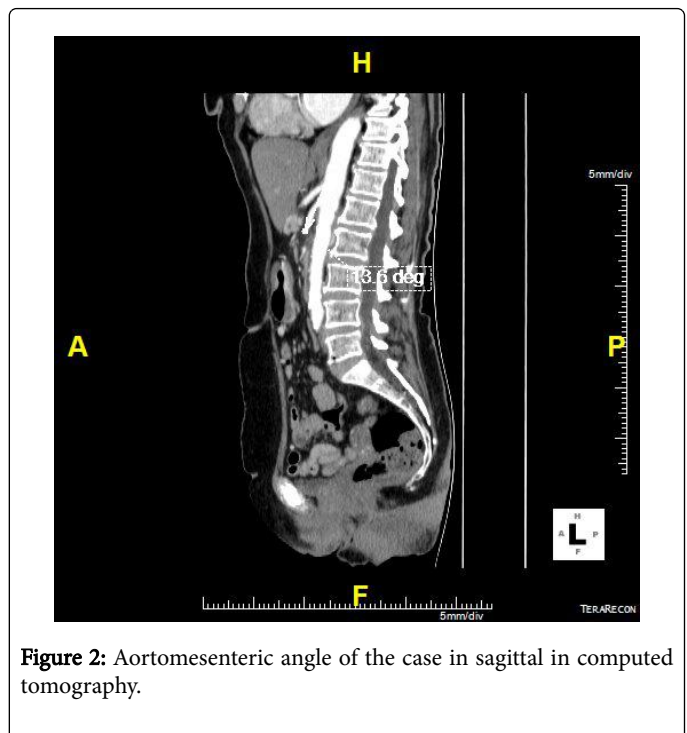 H
5mm/div
13.6 deg
A
P
H
A L P
F
F
5mm/div
TERARECON
Figure 2: Aortomesenteric angle of the case in sagittal in computed
tomography.